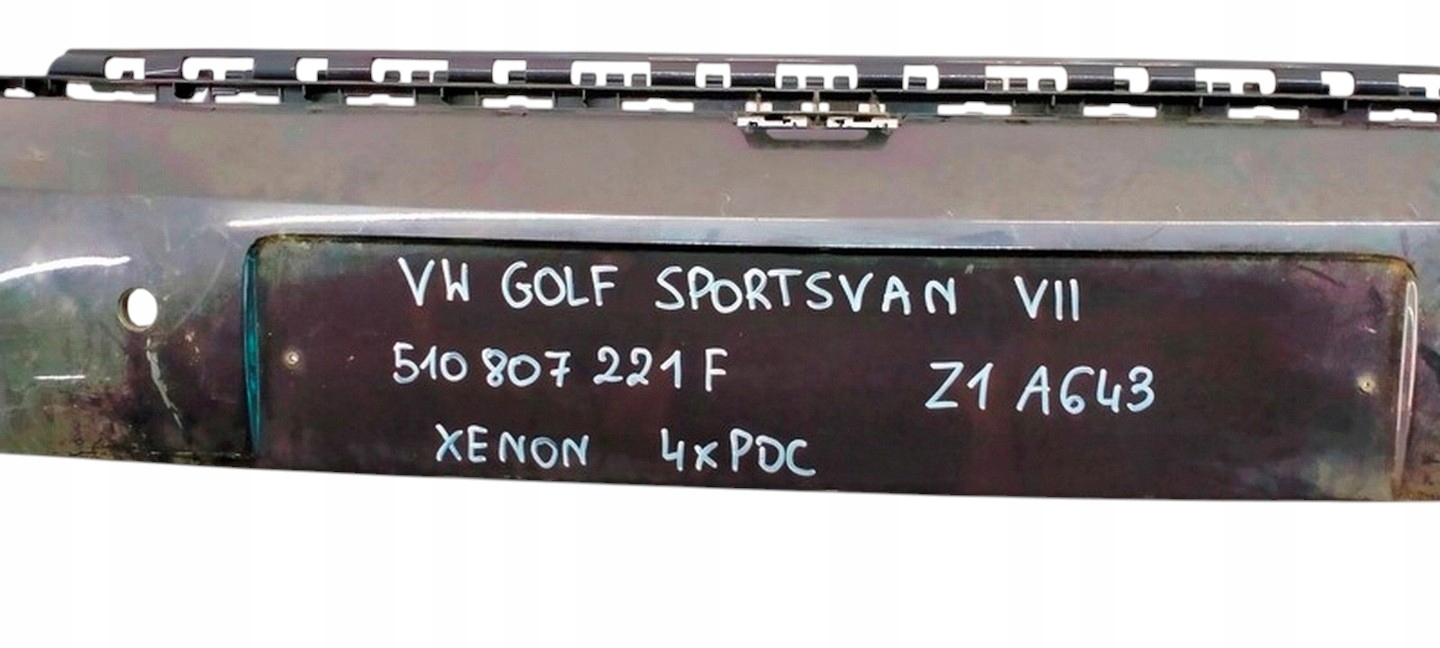 VW GOLF SPORTSVAN VII
510 807 221 F Z1 A643
XENON 4xPDC